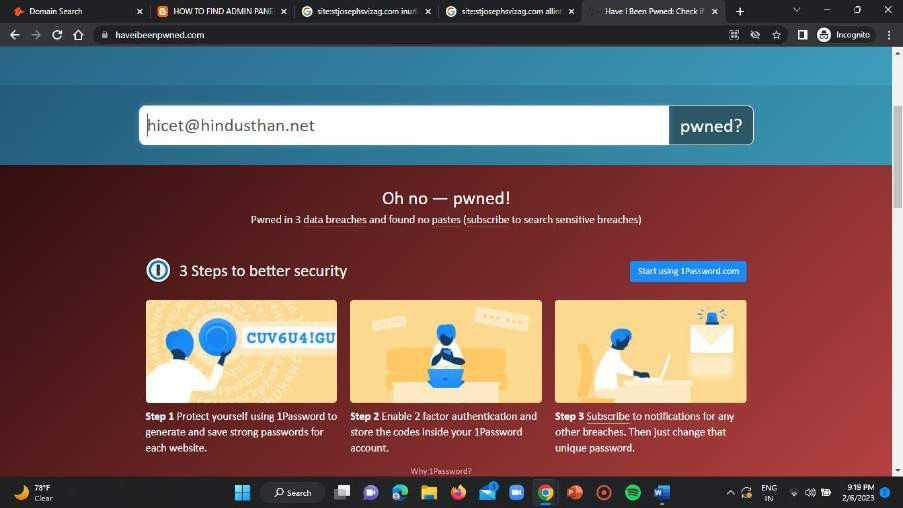 Domain Search
HOW TO FIND ADMIN PANE
site:stjosephsvizag.com inurl
site:stjosephsvizag.com allint
Have I Been Pwned: Check if
haveibeenpwned.com
Incognito
hicet@hindusthan.net
pwned?
Oh no — pwned!
Pwned in 3 data breaches and found no pastes (subscribe to search sensitive breaches)
3 Steps to better security
Start using 1Password.com
CUV6U4!GU
Step 1 Protect yourself using 1Password to
generate and save strong passwords for
each website.
Step 2 Enable 2 factor authentication and
store the codes inside your 1Password
account.
Step 3 Subscribe to notifications for any
other breaches. Then just change that
unique password.
Why 1Password?
78°F
Clear
Search
ENG
IN
9:19 PM
2/6/2023